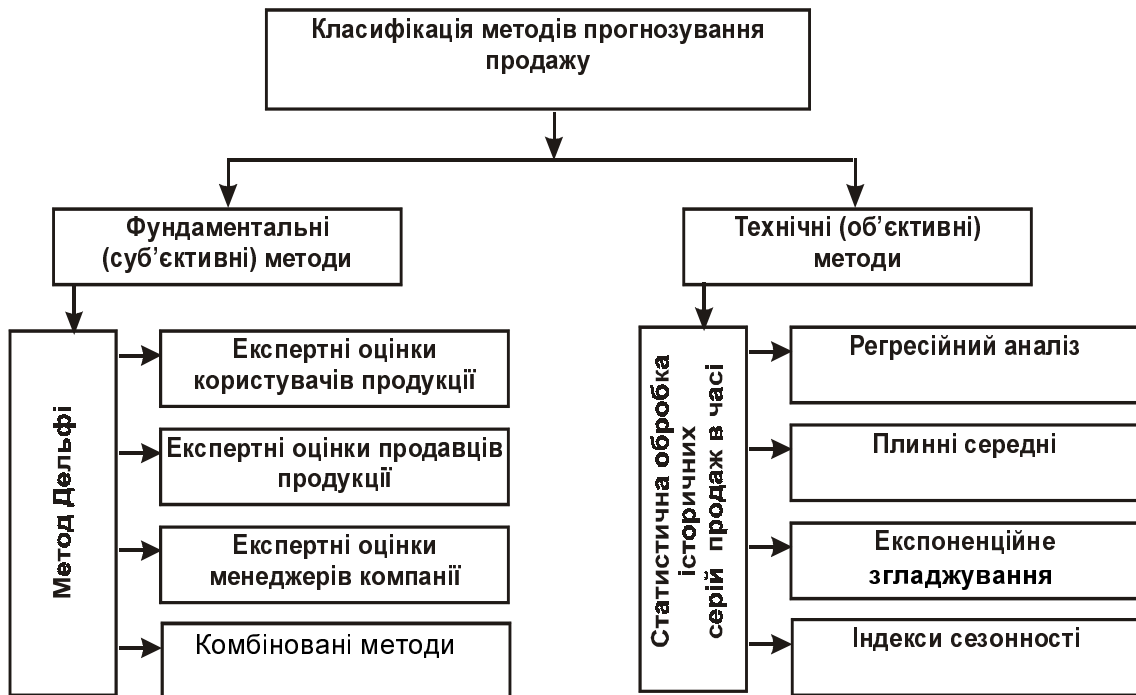 Класифікація методів прогнозування
продажу
Фундаментальні
(суб’єктивні) методи
Метод Дельфі
Експертні оцінки
користувачів продукції
Експертні оцінки продавців
продукції
Експертні оцінки
менеджерів компанії
Комбіновані методи
Технічні (об’єктивні)
методи
Статистична обробка
історичних
серій продаж в часі
Регресійний аналіз
Плинні середні
Експоненційне
згладжування
Індекси сезонності